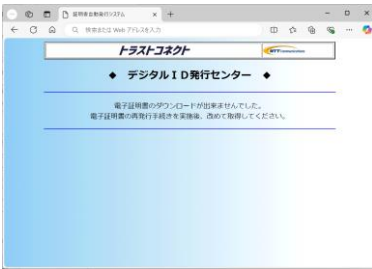 証明書自動発行システム
検索または Web アドレスを入力
トラストコネクト
NTT Communications
◆ デジタルＩＤ発行センター ◆
電子証明書のダウンロードが出来ませんでした。
電子証明書の再発行手続きを実施後、改めて取得してください。